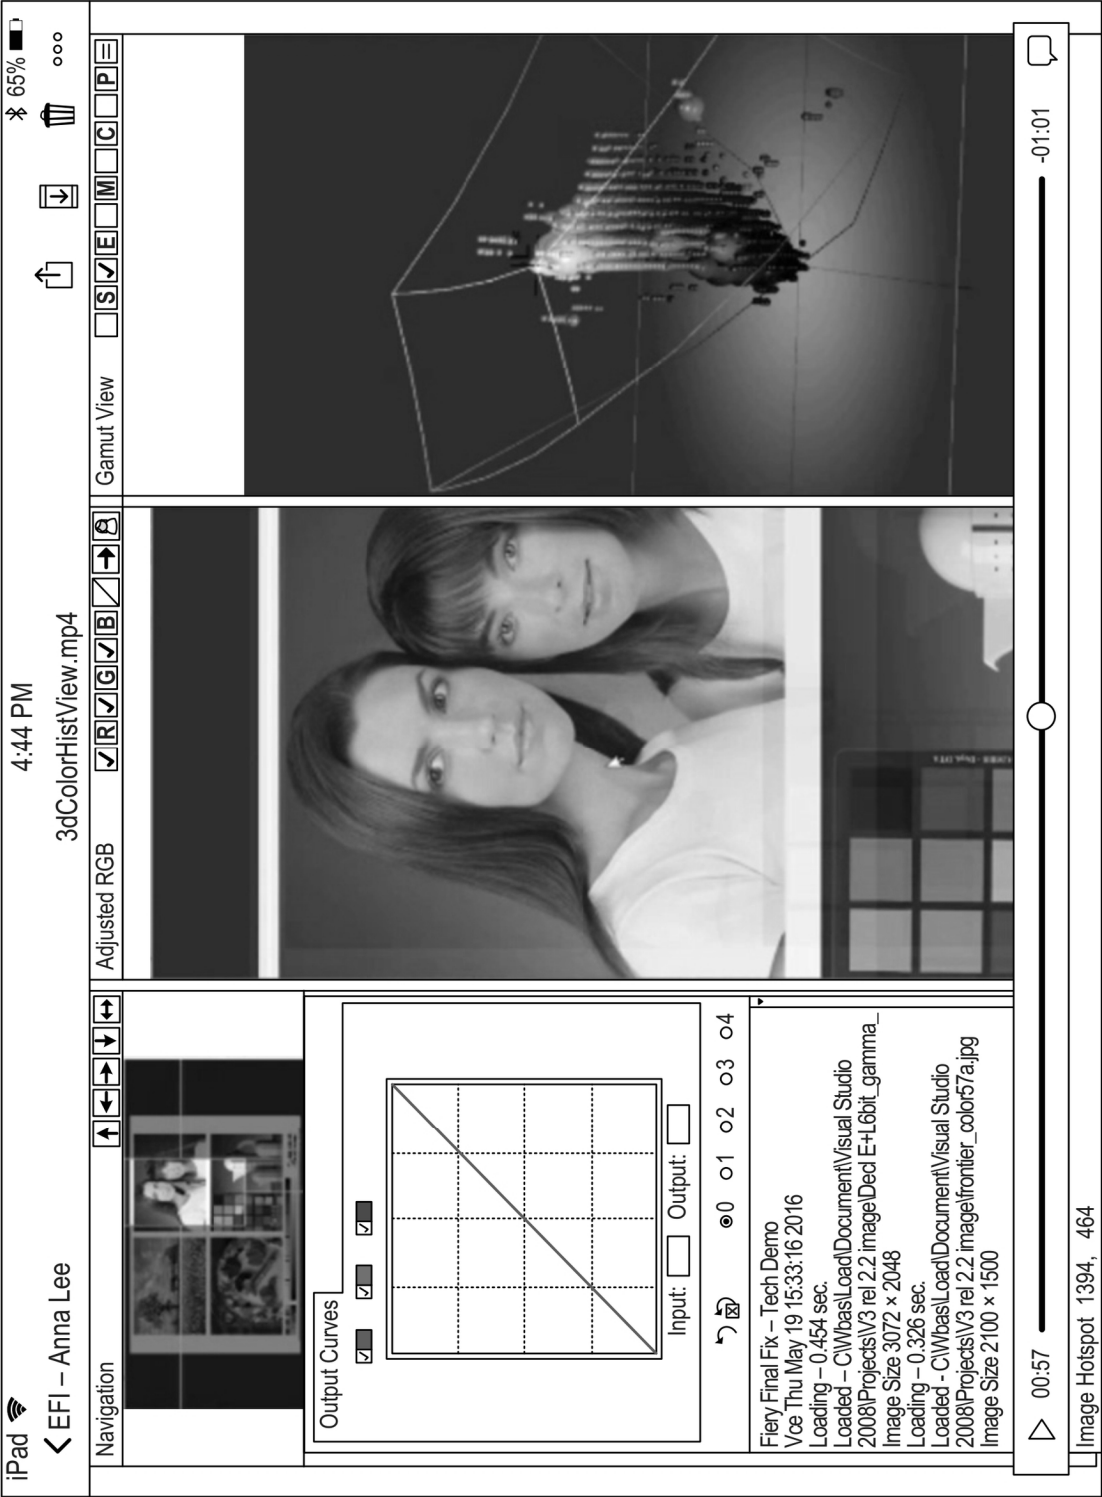 iPad 4:44 PM 65%
EFI – Anna Lee 3dColorHistView.mp4
Navigation
Adjusted RGB R G B
Gamut View S E M C P
Output Curves
Input: Output:
0 1 2 3 4
Fiery Final Fix – Tech Demo
Vce Thu May 19 15:33:16 2016
Loading – 0.454 sec.
Loaded – C\Wbas\Load\Document\Visual Studio
2008\Projects\V3 rel 2.2 image\Ded E+L6bit_gamma_
Image Size 3072 × 2048
Loading – 0.326 sec.
Loaded - C\Wbas\Load\Document\Visual Studio
2008\Projects\V3 rel 2.2 image\frontier_color57a.jpg
Image Size 2100 × 1500
00:57 -01:01
Image Hotspot 1394, 464